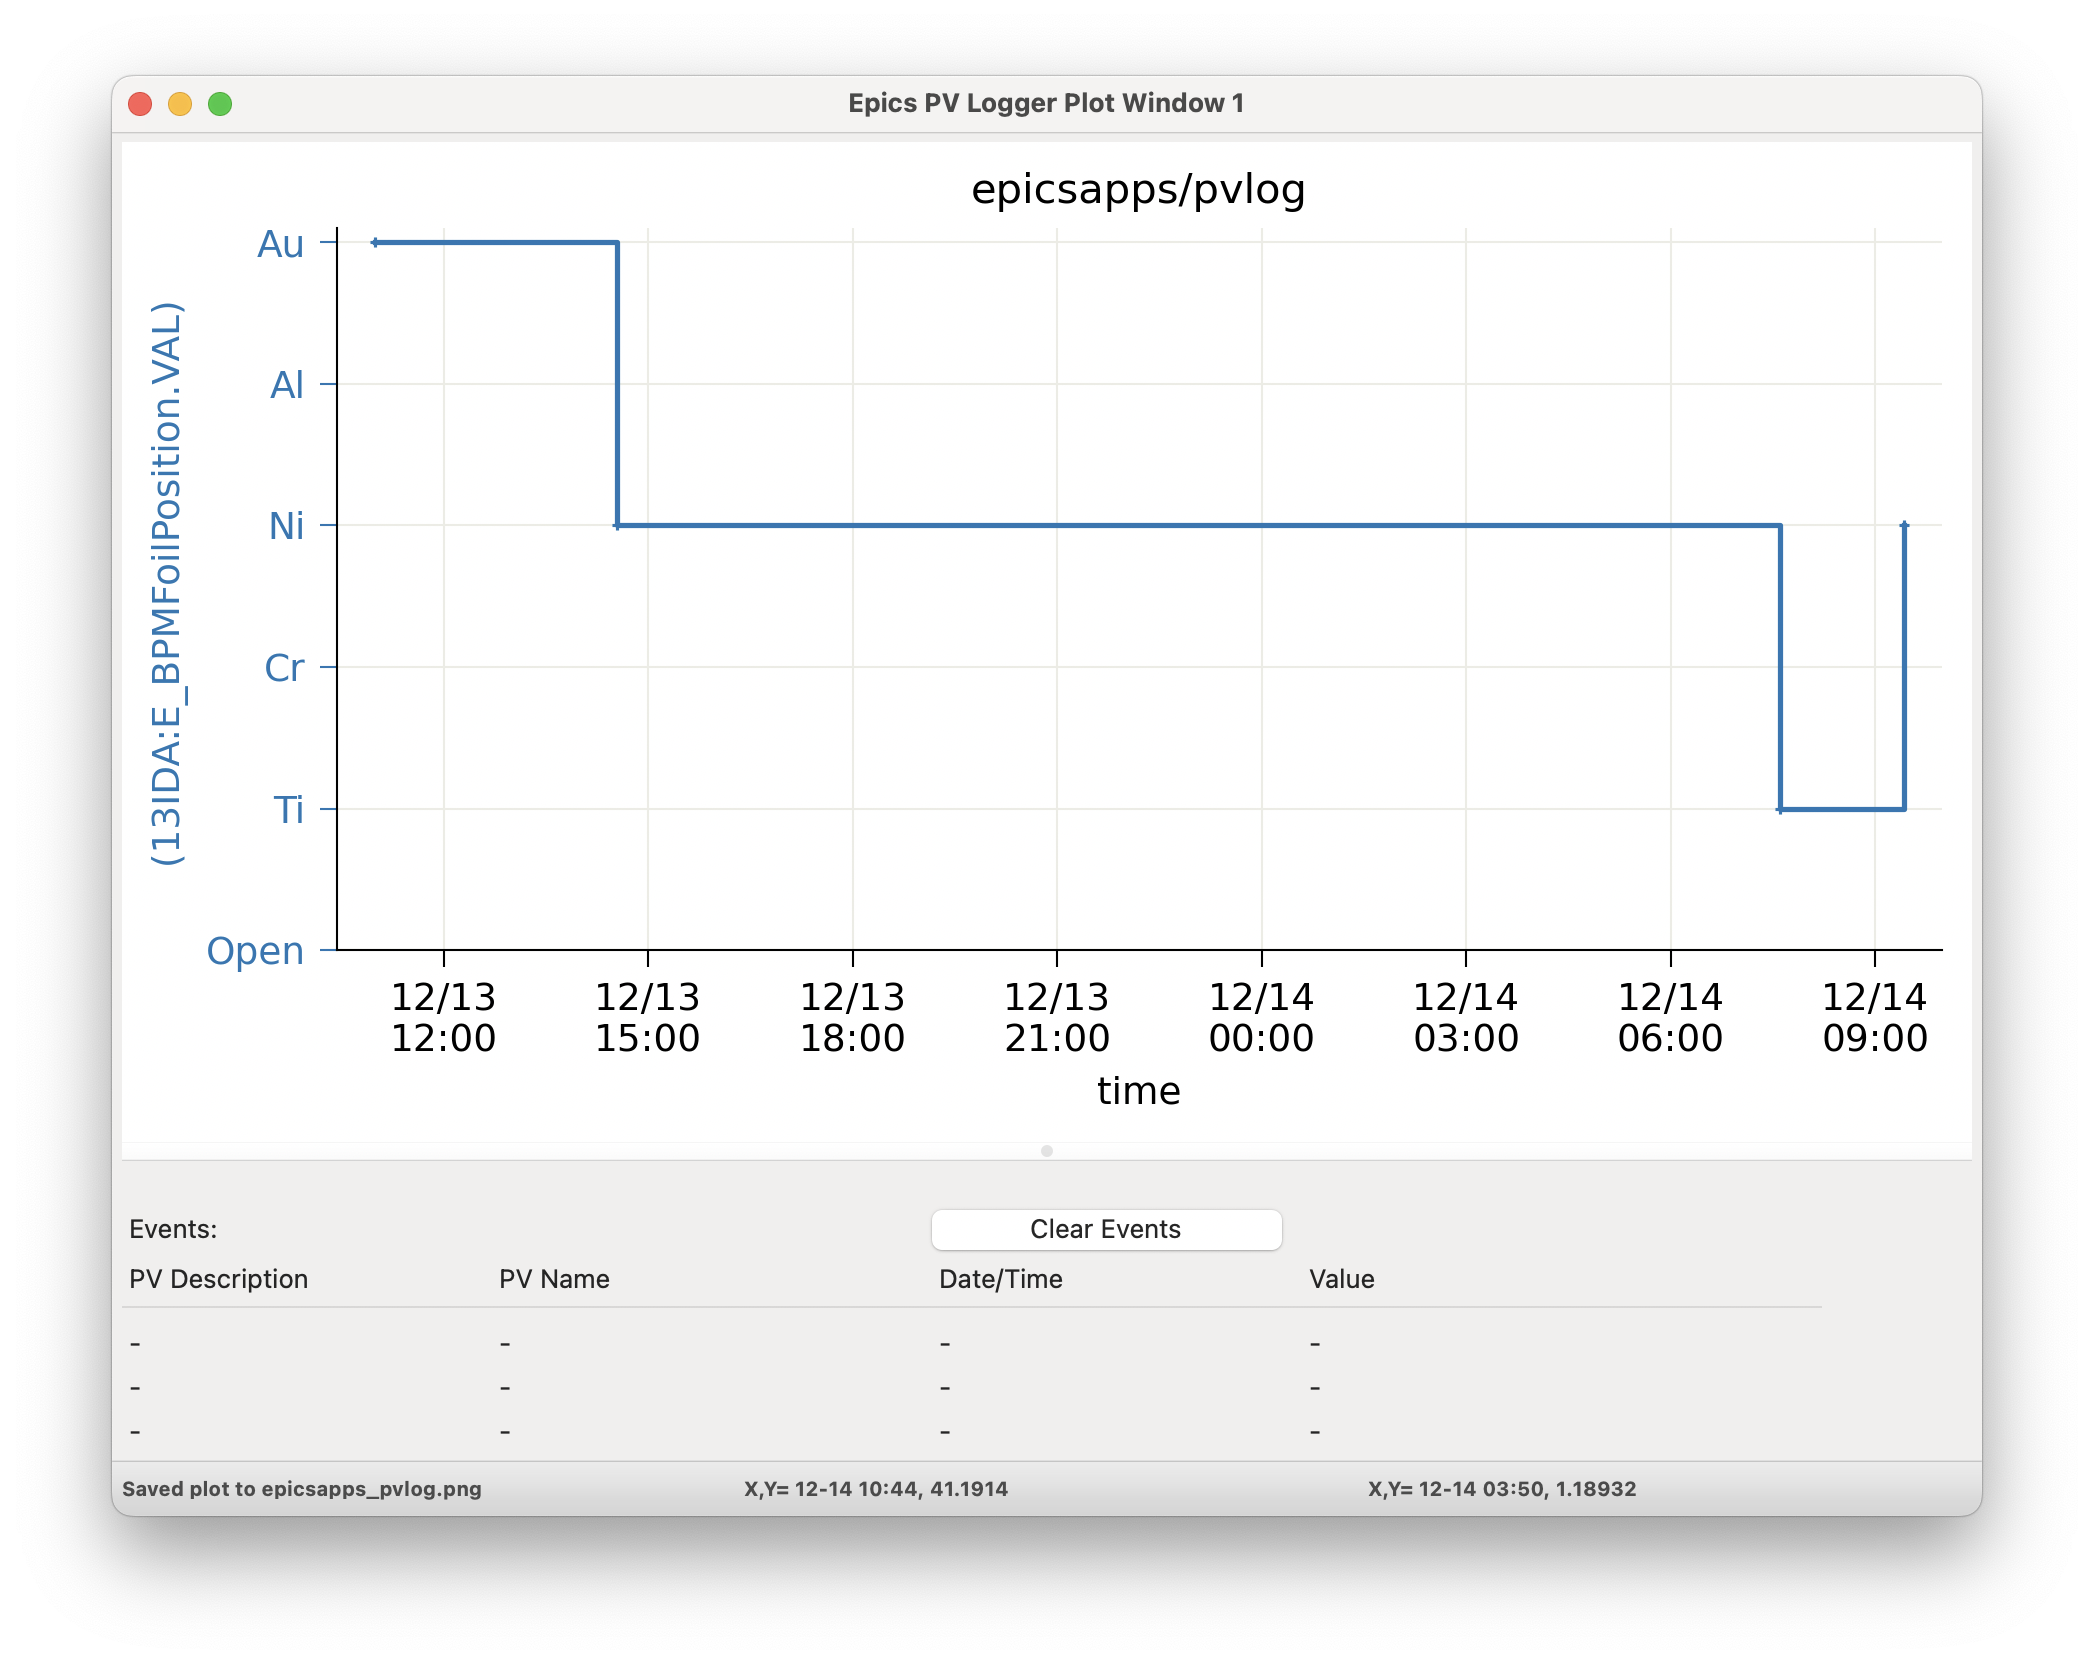 Epics PV Logger Plot Window 1
epicsapps/pvlog
(13IDA:E_BPMFoilPosition.VAL)
Au
Al
Ni
Cr
Ti
Open
12/13 12/13 12/13 12/13 12/14 12/14 12/14 12/14
12:00 15:00 18:00 21:00 00:00 03:00 06:00 09:00
time
Events: Clear Events
PV Description PV Name Date/Time Value
- - - -
- - - -
- - - -
Saved plot to epicsapps_pvlog.png X,Y= 12-14 10:44, 41.1914 X,Y= 12-14 03:50, 1.18932